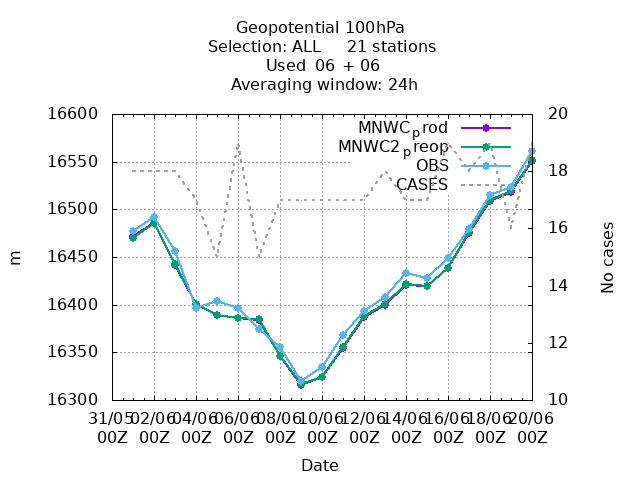 Geopotential 100hPa
Selection: ALL 21 stations
Used 06 + 06
Averaging window: 24h
16600
16550
16500
16450
16400
16350
16300
m
20
18
16
14
12
10
No cases
MNWCprod
MNWC2preop
OBS
CASES
31/05 02/06 04/06 06/06 08/06 10/06 12/06 14/06 16/06 18/06 20/06
00Z 00Z 00Z 00Z 00Z 00Z 00Z 00Z 00Z 00Z 00Z
Date